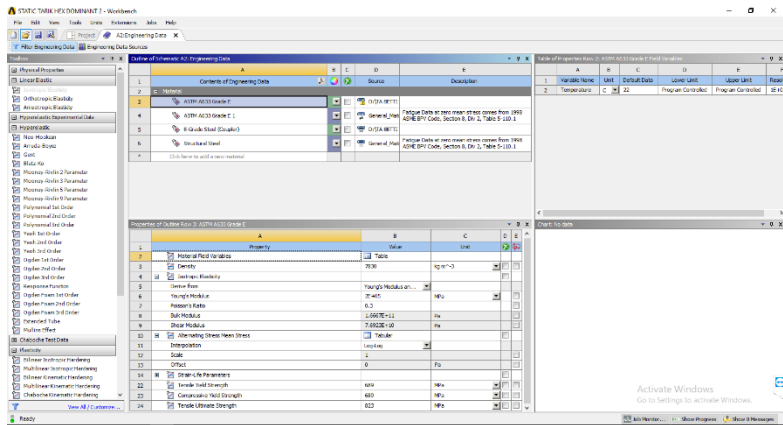 STATIC TARIK HEX DOMINANT 2 - Workbench
File Edit View Tools Units Extensions Jobs Help
Project A2:Engineering Data
Filter Engineering Data Engineering Data Sources
Toolbox
Physical Properties
Linear Elastic
Isotropic Elasticity
Orthotropic Elasticity
Anisotropic Elasticity
Hyperelastic Experimental Data
Hyperelastic
Neo-Hookean
Arruda-Boyce
Gent
Blatz-Ko
Mooney-Rivlin 2 Parameter
Mooney-Rivlin 3 Parameter
Mooney-Rivlin 5 Parameter
Mooney-Rivlin 9 Parameter
Polynomial 1st Order
Polynomial 2nd Order
Polynomial 3rd Order
Yeoh 1st Order
Yeoh 2nd Order
Yeoh 3rd Order
Ogden 1st Order
Ogden 2nd Order
Ogden 3rd Order
Response Function
Ogden Foam 1st Order
Ogden Foam 2nd Order
Ogden Foam 3rd Order
Extended Tube
Mullins Effect
Chaboche Test Data
Plasticity
Bilinear Isotropic Hardening
Multilinear Isotropic Hardening
Bilinear Kinematic Hardening
Multilinear Kinematic Hardening
Chaboche Kinematic Hardening
View All / Customize...
Outline of Schematic A2: Engineering Data
A B C D E
1 Contents of Engineering Data Source Description
2 Material
3 ASTM A633 Grade E
4 ASTM A633 Grade E 1 General_Mat Fatigue Data at zero mean stress comes from 1998
ASME BPV Code, Section 8, Div 2, Table 5-110.1
5 B Grade Steel (Coupler)
6 Structural Steel General_Mat Fatigue Data at zero mean stress comes from 1998
ASME BPV Code, Section 8, Div 2, Table 5-110.1
* Click here to add a new material
Properties of Outline Row 3: ASTM A633 Grade E
A B C D E
1 Property Value Unit
2 Material Field Variables Table
3 Density 7830 kg m^-3
4 Isotropic Elasticity
5 Derive from Young's Modulus an...
6 Young's Modulus 2E+05 MPa
7 Poisson's Ratio 0.3
8 Bulk Modulus 1.6667E+11 Pa
9 Shear Modulus 7.6923E+10 Pa
10 Alternating Stress Mean Stress Tabular
11 Interpolation Log-Log
12 Scale 1
13 Offset 0 Pa
14 Strain-Life Parameters
22 Tensile Yield Strength 689 MPa
23 Compressive Yield Strength 680 MPa
24 Tensile Ultimate Strength 823 MPa
Table of Properties Row 2: ASTM A633 Grade E Field Variables
A B C D E
1 Variable Name Unit Default Data Lower Limit Upper Limit
2 Temperature C 22 Program Controlled Program Controlled
Chart: No data
Activate Windows
Go to Settings to activate Windows.
Ready
Job Monitor... Show Progress Show 0 Messages